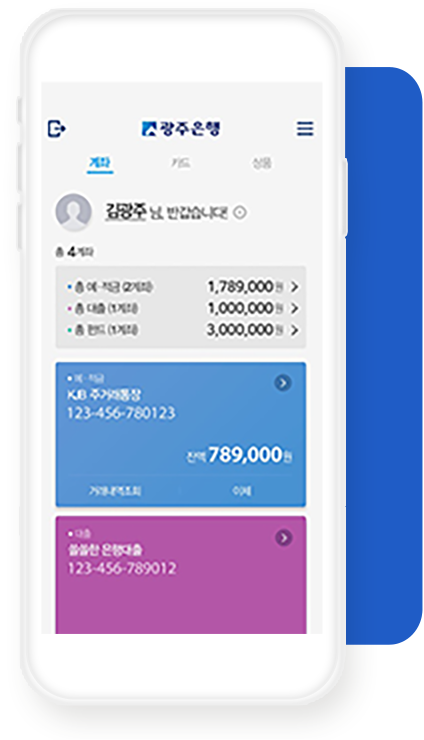 광주은행
계좌 카드 상품
김광주 님, 반갑습니다!
총 4계좌
총 예·적금 (2계좌) 1,789,000원
총 대출 (1계좌) 1,000,000원
총 펀드 (1계좌) 3,000,000원
예·적금
KJB 주거래통장
123-456-780123
잔액 789,000원
거래내역조회 이체
대출
쏠쏠한 은행대출
123-456-789012